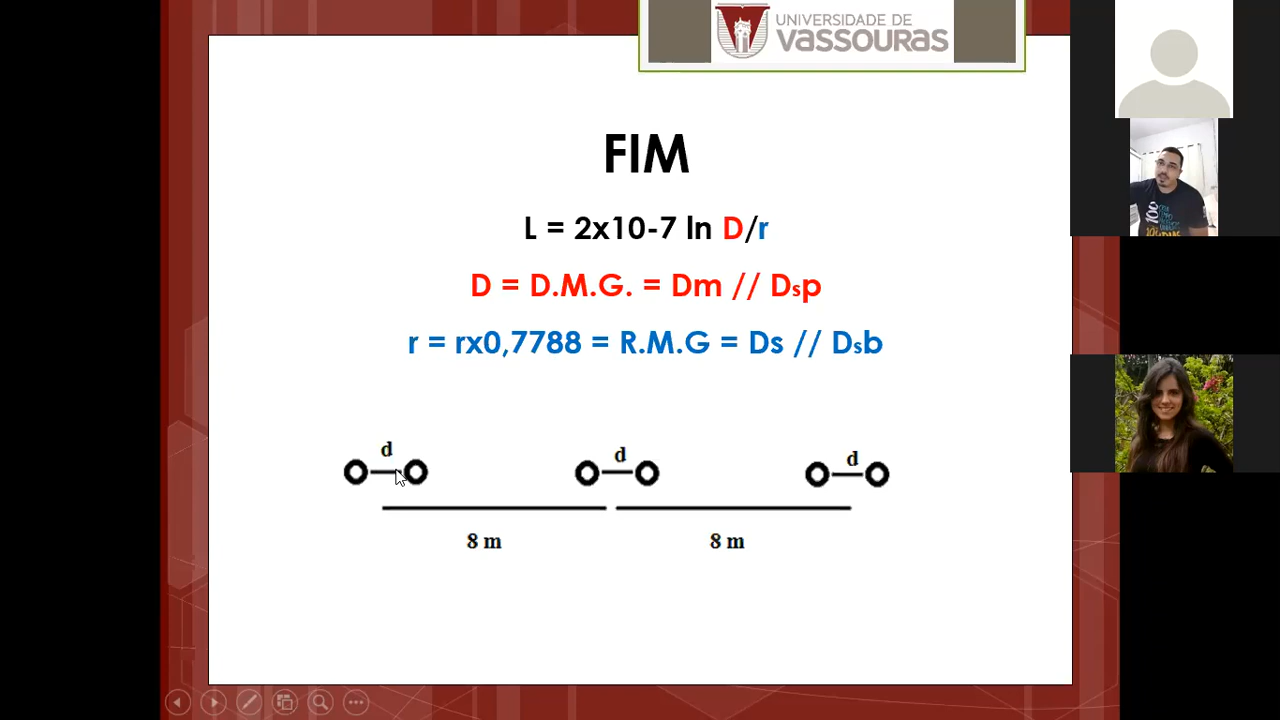 UNIVERSIDADE DE
VASSOURAS
FIM
L = 2x10-7 ln D/r
D = D.M.G. = Dm // Dsp
r = rx0,7788 = R.M.G = Ds // Dsb
d d d
8 m 8 m